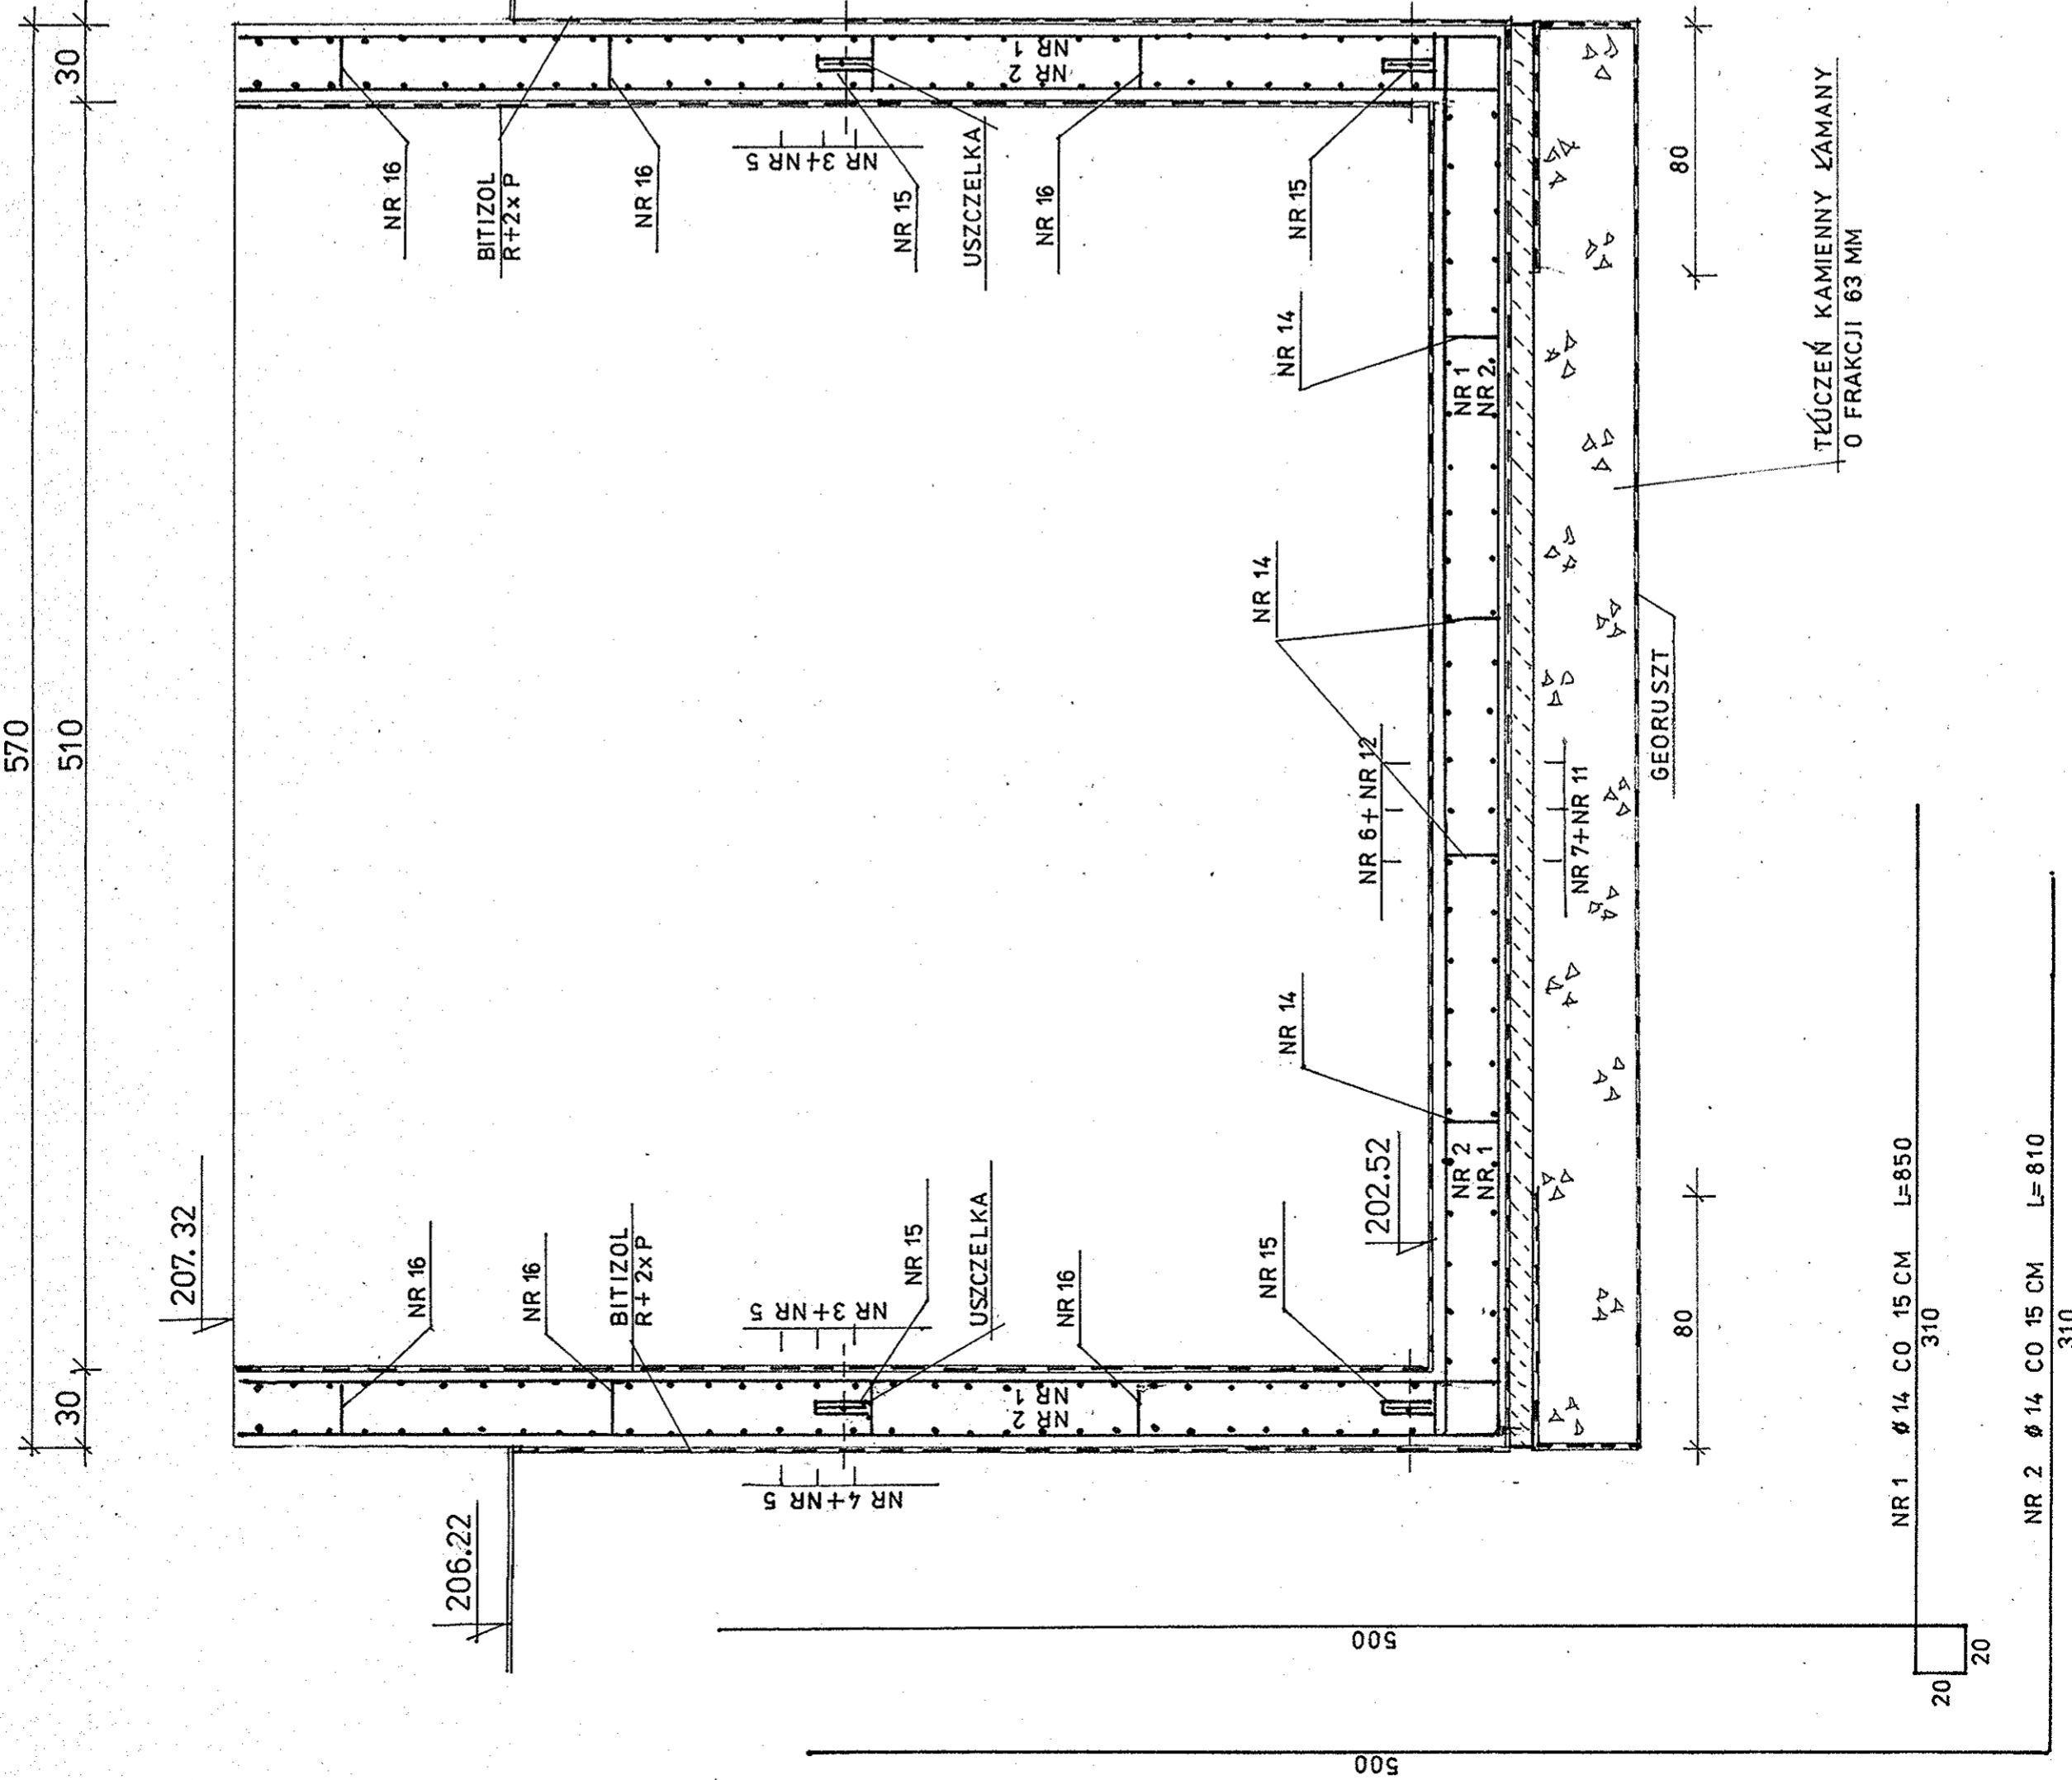 570
30
510
30
207.32
206.22
NR 16
NR 16
BITIZOL
R+2xP
NR 3+NR 5
NR 4+NR 5
NR 15
USZCZELKA
NR 16
NR 15
NR 2
NR 1
202.52
NR 16
BITIZOL
R+2xP
NR 16
NR 3+NR 5
NR 15
USZCZELKA
NR 16
NR 15
NR 1
NR 2
NR 14
NR 14
NR 14
NR 6+NR 12
NR 7+NR 11
NR 2
NR 1
NR 1
NR 2
80
80
GEORUSZT
TŁUCZEŃ KAMIENNY ŁAMANY
O FRAKCJI 63 MM
NR 1 Ø14 CO 15 CM L=850
310
500
20
20
NR 2 Ø14 CO 15 CM L=810
310
500